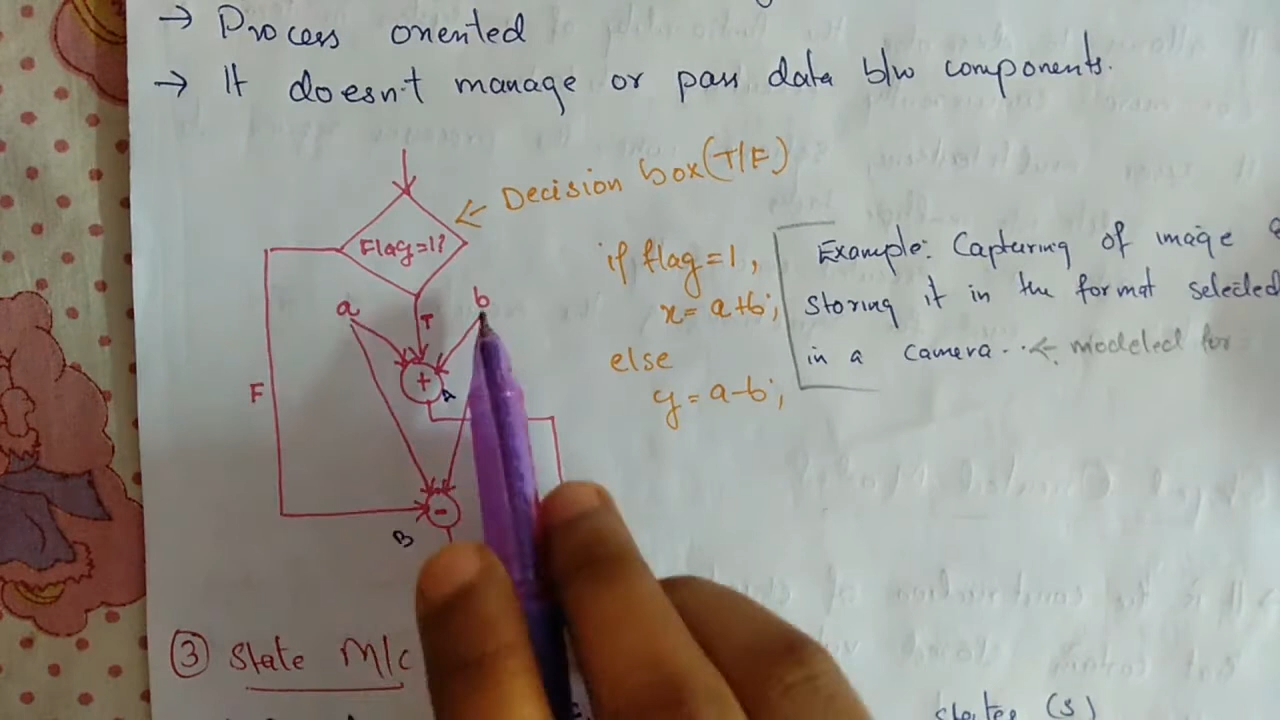 → Process oriented
→ It doesn't manage or pass data b/w components.
← Decision box (T/F)
Flag=1?
a
b
T
+
A
F
-
B
if flag=1,
x = a+b;
else
y = a-b;
Example: Capturing of image &
storing it in the format selected
in a camera. ← modeled for
③ State M/C
states (s)